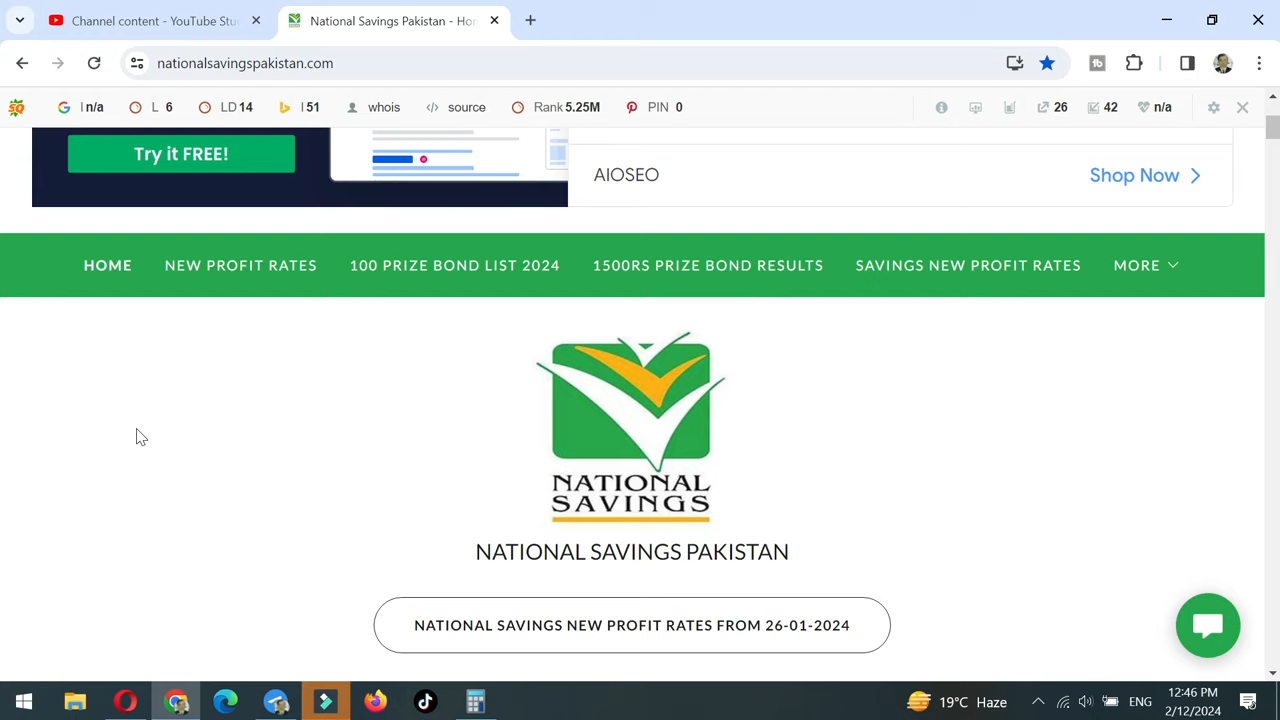 Channel content - YouTube Stu
National Savings Pakistan - Hon
nationalsavingspakistan.com
I n/a
L 6
LD 14
I 51
whois
source
Rank 5.25M
PIN 0
26
42
n/a
Try it FREE!
AIOSEO
Shop Now
HOME
NEW PROFIT RATES
100 PRIZE BOND LIST 2024
1500RS PRIZE BOND RESULTS
SAVINGS NEW PROFIT RATES
MORE
NATIONAL
SAVINGS
NATIONAL SAVINGS PAKISTAN
NATIONAL SAVINGS NEW PROFIT RATES FROM 26-01-2024
19°C Haze
ENG
12:46 PM
2/12/2024